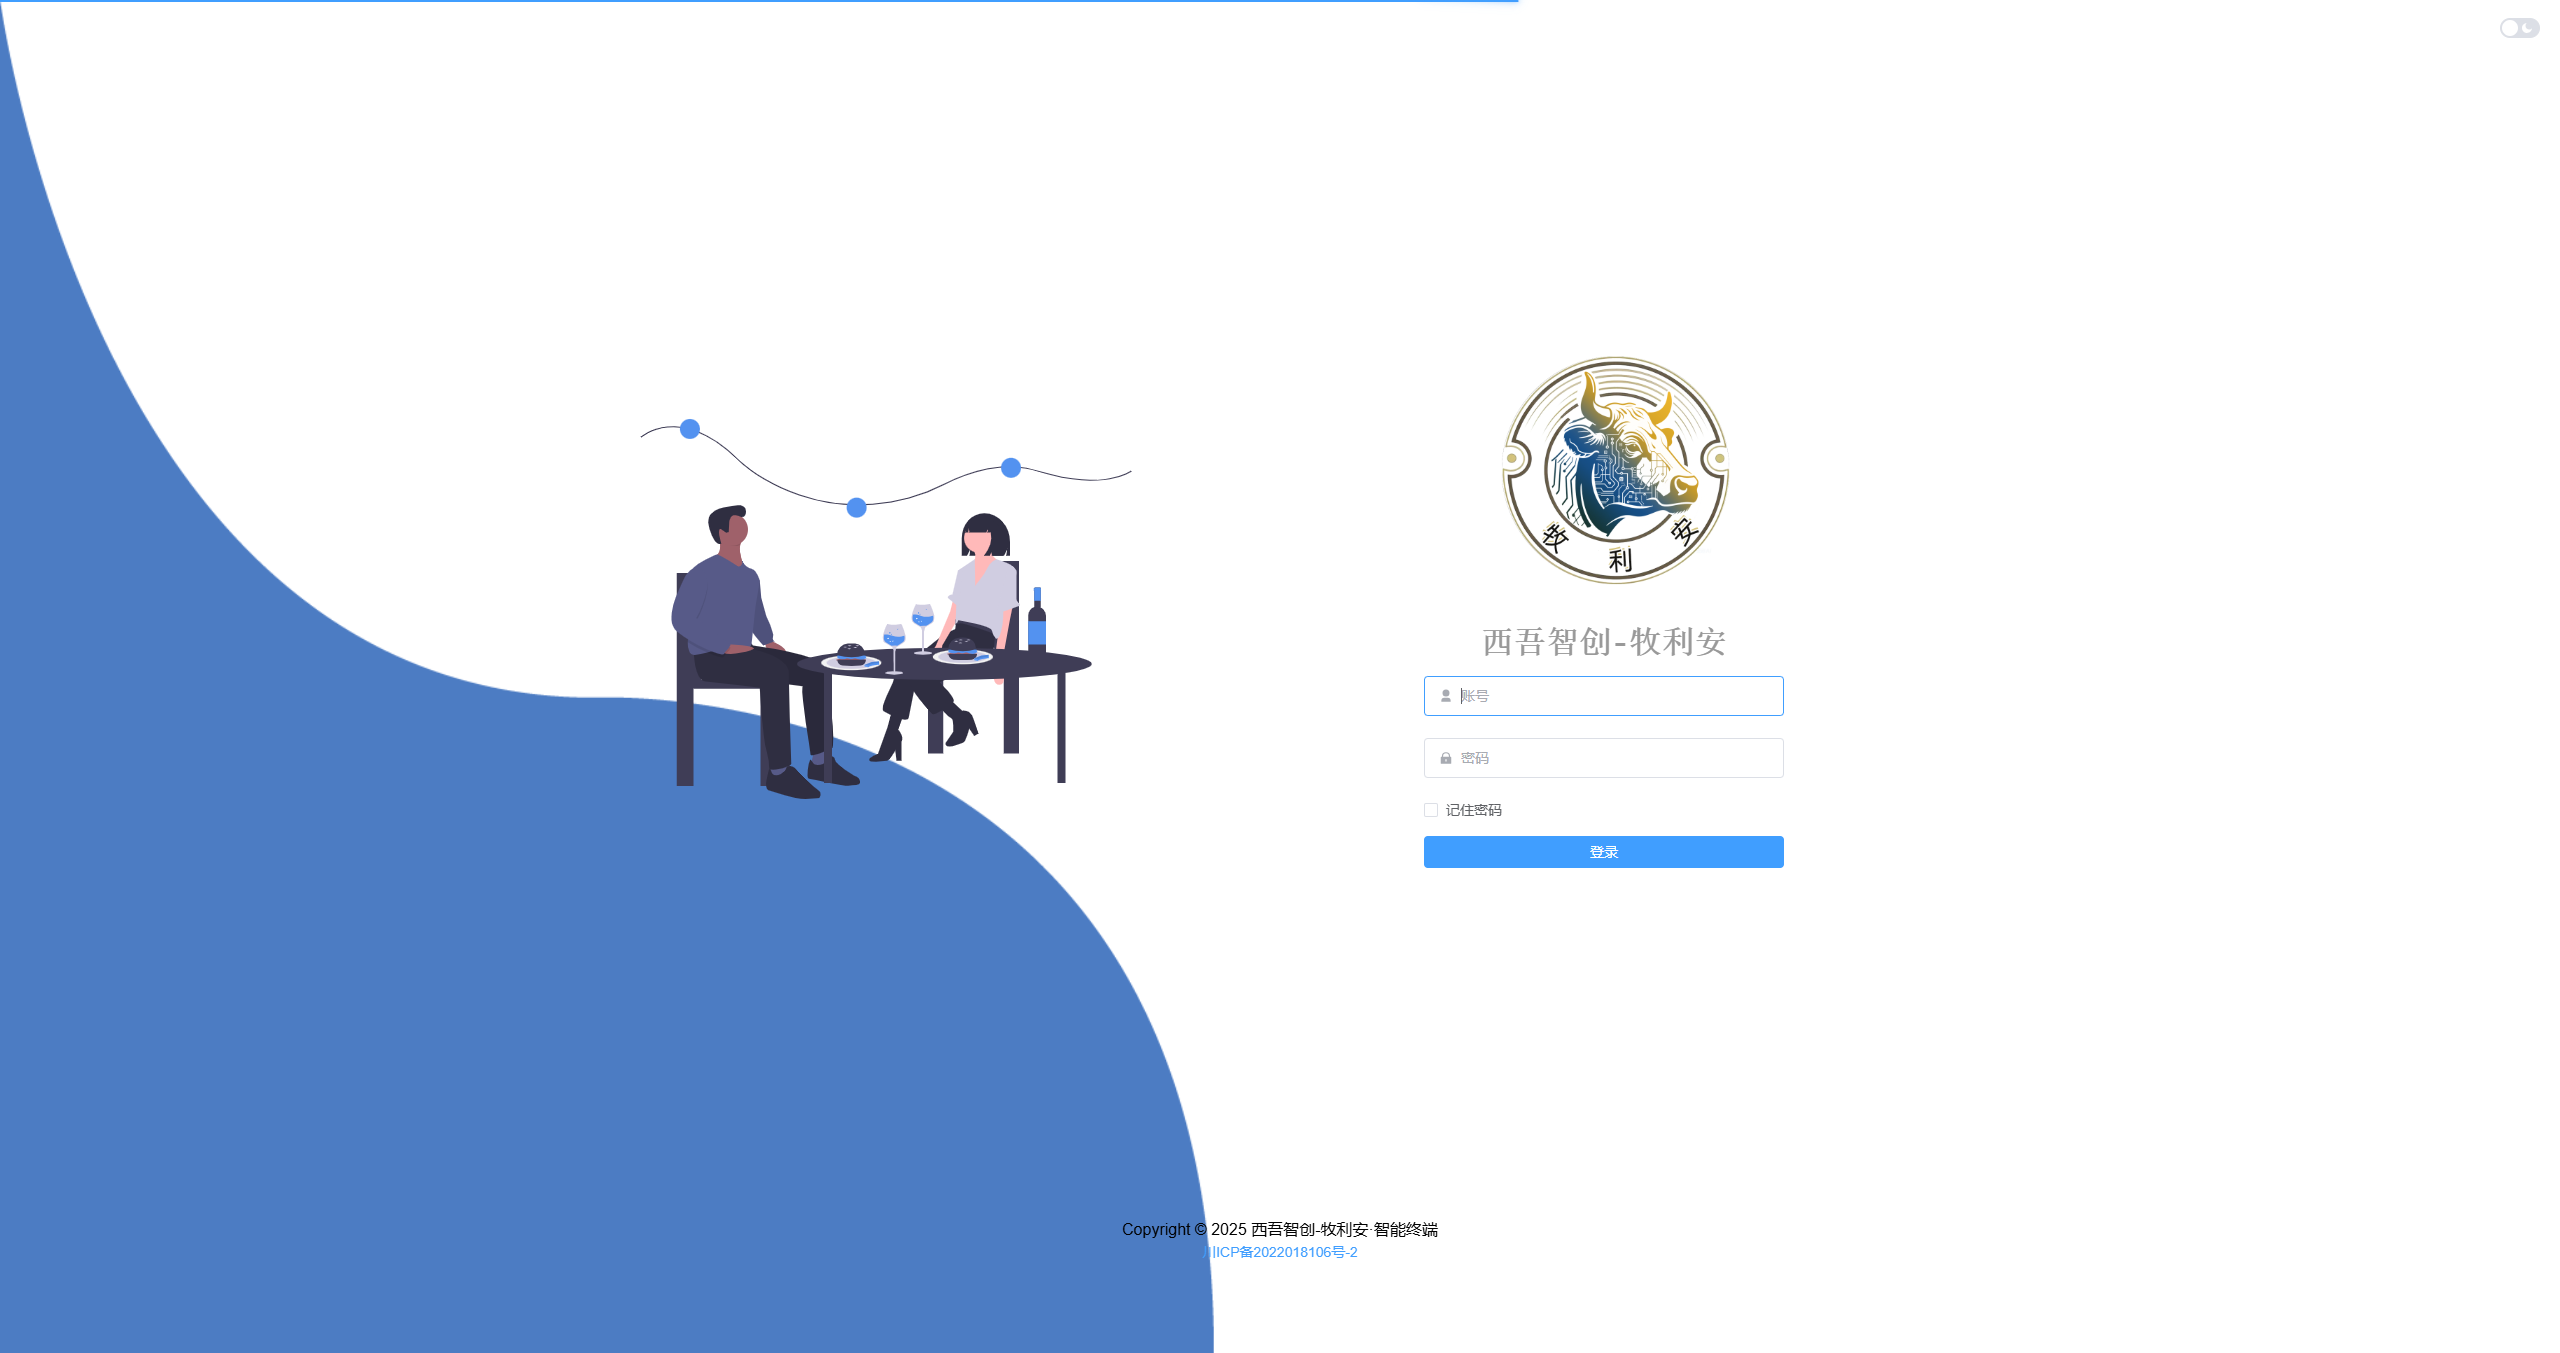 牧利安
西吾智创-牧利安
账号
密码
记住密码
登录
Copyright © 2025 西吾智创-牧利安·智能终端
川ICP备2022018106号-2